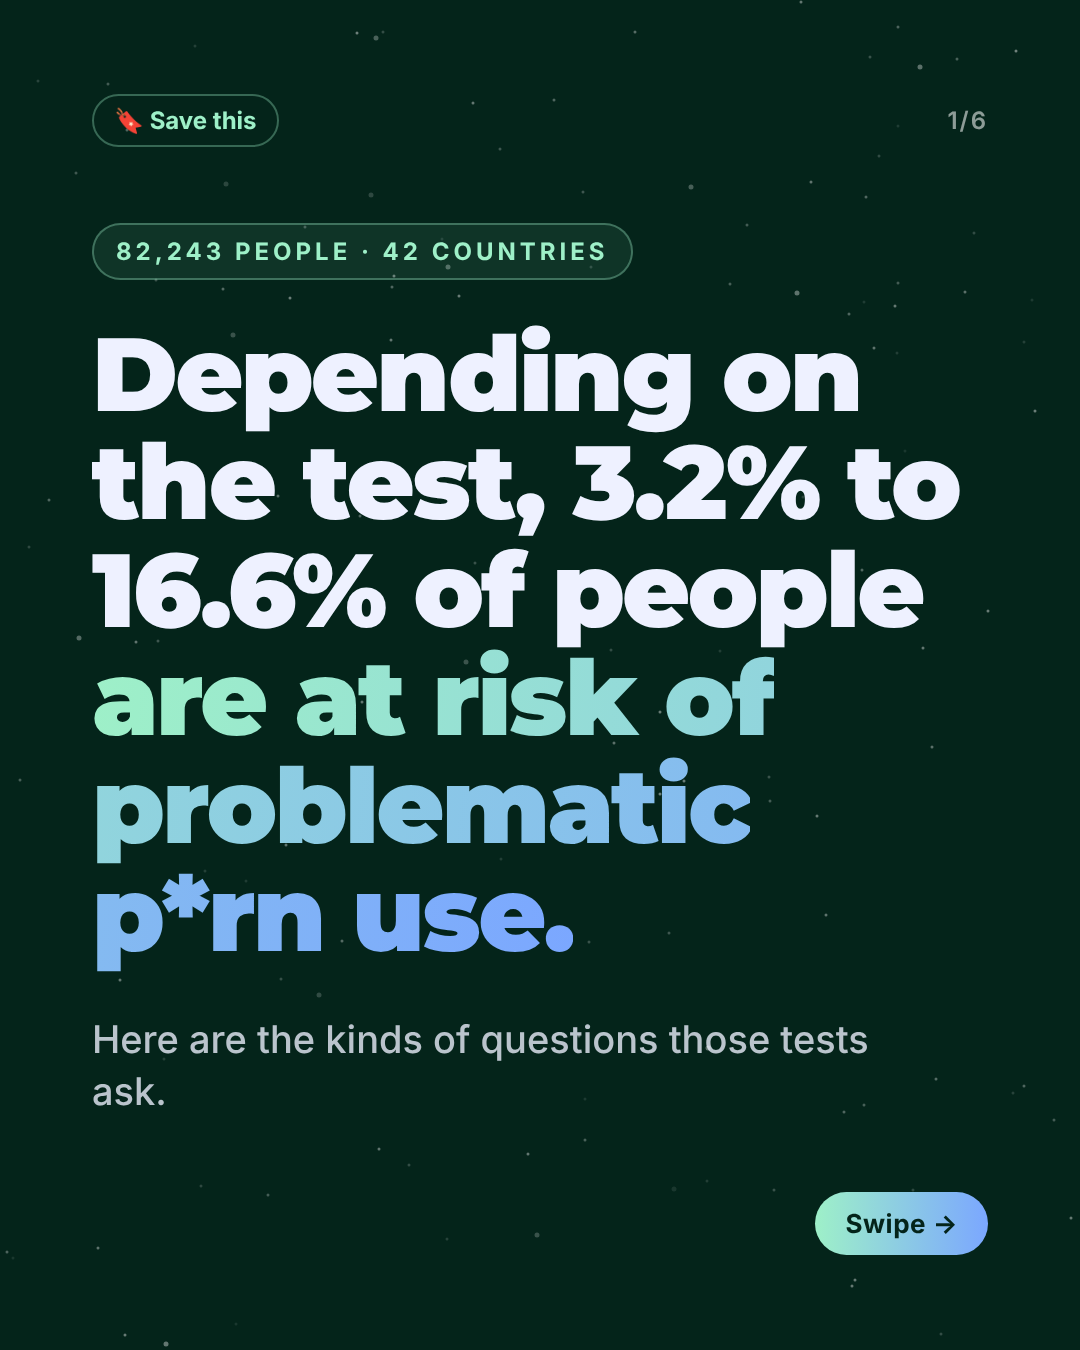 🔖 Save this
1/6
82,243 PEOPLE · 42 COUNTRIES
Depending on
the test, 3.2% to
16.6% of people
are at risk of
problematic
p*rn use.
Here are the kinds of questions those tests
ask.
Swipe →